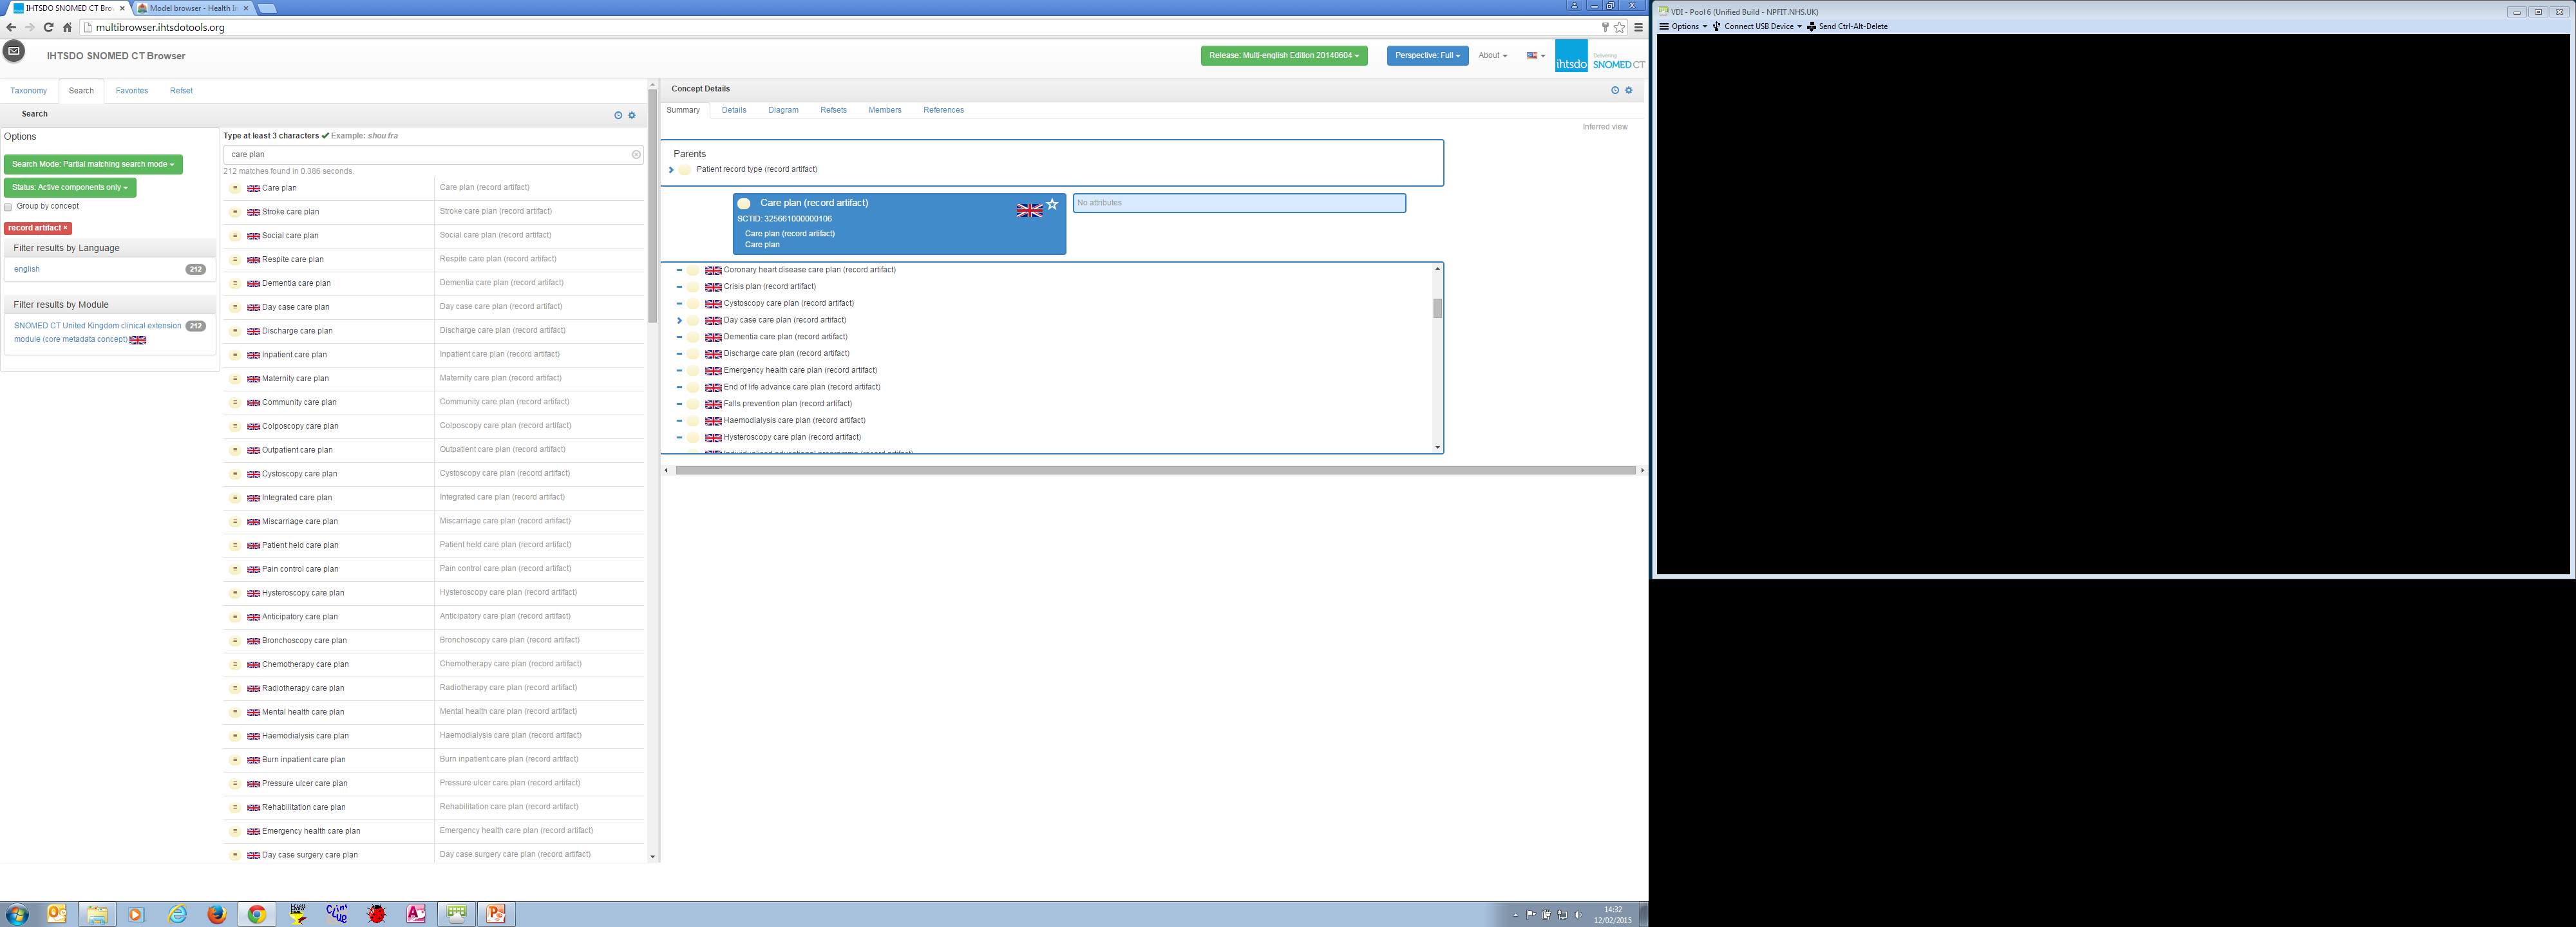 IHTSDO SNOMED CT Bro
Model browser - Health In
multibrowser.ihtsdotools.org
IHTSDO SNOMED CT Browser
Release: Multi-english Edition 20140604
Perspective: Full
About
ihtsdo
Delivering
SNOMED CT
Taxonomy
Search
Favorites
Refset
Search
Options
Search Mode: Partial matching search mode
Status: Active components only
Group by concept
record artifact ×
Filter results by Language
english 212
Filter results by Module
SNOMED CT United Kingdom clinical extension 212
module (core metadata concept)
Type at least 3 characters ✔ Example: shou fra
care plan
212 matches found in 0.386 seconds.
Care plan Care plan (record artifact)
Stroke care plan Stroke care plan (record artifact)
Social care plan Social care plan (record artifact)
Respite care plan Respite care plan (record artifact)
Dementia care plan Dementia care plan (record artifact)
Day case care plan Day case care plan (record artifact)
Discharge care plan Discharge care plan (record artifact)
Inpatient care plan Inpatient care plan (record artifact)
Maternity care plan Maternity care plan (record artifact)
Community care plan Community care plan (record artifact)
Colposcopy care plan Colposcopy care plan (record artifact)
Outpatient care plan Outpatient care plan (record artifact)
Cystoscopy care plan Cystoscopy care plan (record artifact)
Integrated care plan Integrated care plan (record artifact)
Miscarriage care plan Miscarriage care plan (record artifact)
Patient held care plan Patient held care plan (record artifact)
Pain control care plan Pain control care plan (record artifact)
Hysteroscopy care plan Hysteroscopy care plan (record artifact)
Anticipatory care plan Anticipatory care plan (record artifact)
Bronchoscopy care plan Bronchoscopy care plan (record artifact)
Chemotherapy care plan Chemotherapy care plan (record artifact)
Radiotherapy care plan Radiotherapy care plan (record artifact)
Mental health care plan Mental health care plan (record artifact)
Haemodialysis care plan Haemodialysis care plan (record artifact)
Burn inpatient care plan Burn inpatient care plan (record artifact)
Pressure ulcer care plan Pressure ulcer care plan (record artifact)
Rehabilitation care plan Rehabilitation care plan (record artifact)
Emergency health care plan Emergency health care plan (record artifact)
Day case surgery care plan Day case surgery care plan (record artifact)
Concept Details
Summary
Details
Diagram
Refsets
Members
References
Inferred view
Parents
Patient record type (record artifact)
Care plan (record artifact)
SCTID: 325661000000106
Care plan (record artifact)
Care plan
No attributes
Coronary heart disease care plan (record artifact)
Crisis plan (record artifact)
Cystoscopy care plan (record artifact)
Day case care plan (record artifact)
Dementia care plan (record artifact)
Discharge care plan (record artifact)
Emergency health care plan (record artifact)
End of life advance care plan (record artifact)
Falls prevention plan (record artifact)
Haemodialysis care plan (record artifact)
Hysteroscopy care plan (record artifact)
Individualised educational programme (record artifact)
VDI - Pool 6 (Unified Build - NPFIT.NHS.UK)
Options
Connect USB Device
Send Ctrl-Alt-Delete
14:32
12/02/2015